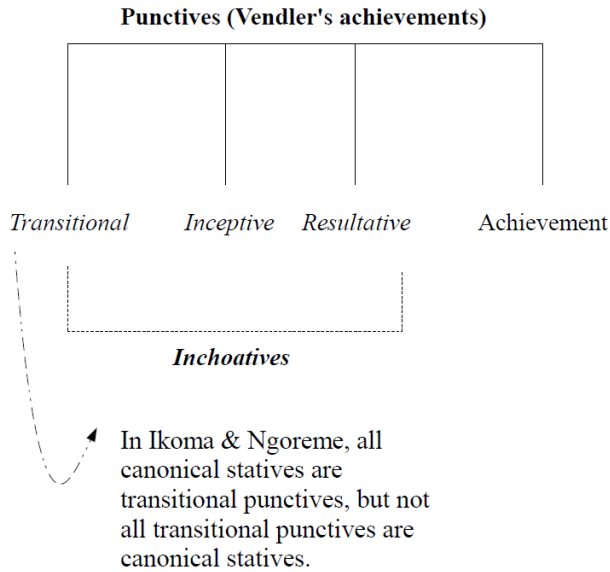 Punctives (Vendler's achievements)
Transitional Inceptive Resultative Achievement
Inchoatives
In Ikoma & Ngoreme, all
canonical statives are
transitional punctives, but not
all transitional punctives are
canonical statives.